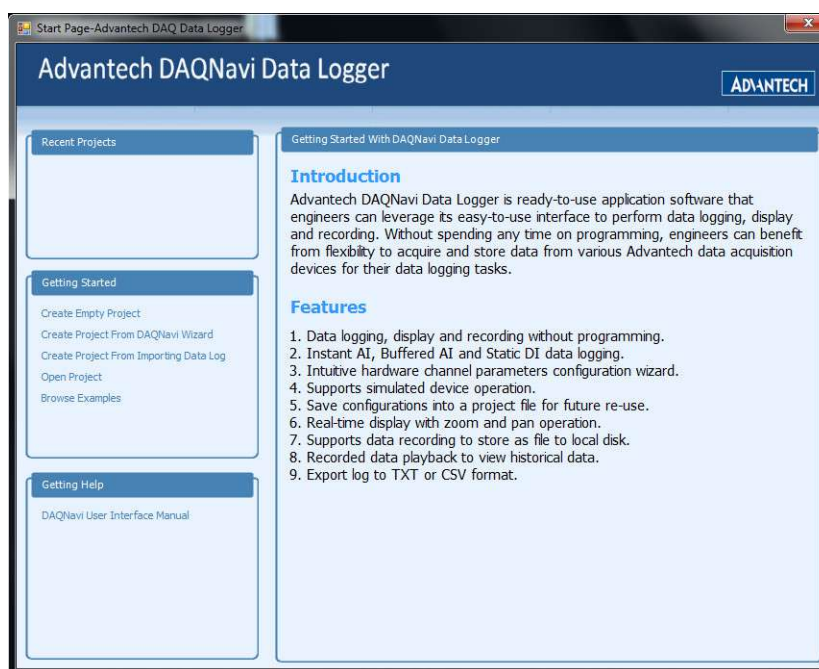 Start Page-Advantech DAQ Data Logger
Advantech DAQNavi Data Logger
ADVANTECH
Recent Projects
Getting Started
Create Empty Project
Create Project From DAQNavi Wizard
Create Project From Importing Data Log
Open Project
Browse Examples
Getting Help
DAQNavi User Interface Manual
Getting Started With DAQNavi Data Logger
Introduction
Advantech DAQNavi Data Logger is ready-to-use application software that
engineers can leverage its easy-to-use interface to perform data logging, display
and recording. Without spending any time on programming, engineers can benefit
from flexibility to acquire and store data from various Advantech data acquisition
devices for their data logging tasks.
Features
1. Data logging, display and recording without programming.
2. Instant AI, Buffered AI and Static DI data logging.
3. Intuitive hardware channel parameters configuration wizard.
4. Supports simulated device operation.
5. Save configurations into a project file for future re-use.
6. Real-time display with zoom and pan operation.
7. Supports data recording to store as file to local disk.
8. Recorded data playback to view historical data.
9. Export log to TXT or CSV format.